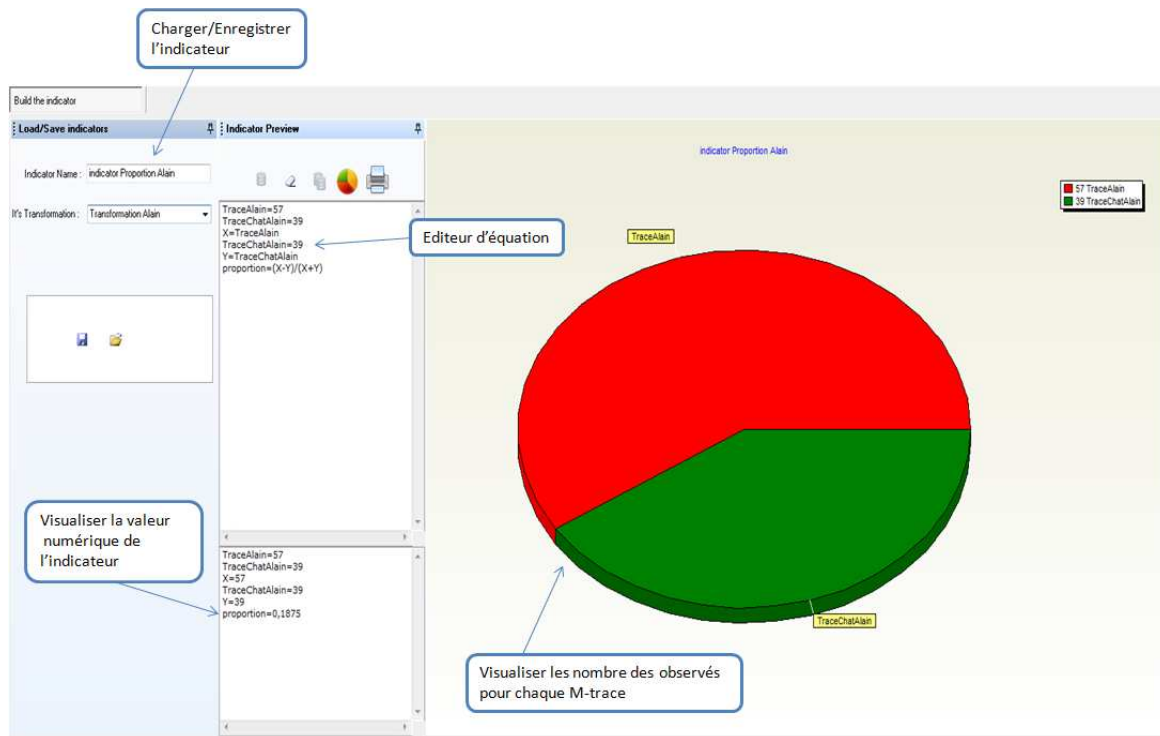 Charger/Enregistrer
l'indicateur
Build the indicator
Load/Save indicators
Indicator Name :
indicator Proportion Alain
It's Transformation :
Transformation Alain
Indicator Preview
TraceAlain=57
TraceChatAlain=39
X=TraceAlain
TraceChatAlain=39
Y=TraceChatAlain
proportion=(X-Y)/(X+Y)
Editeur d'équation
TraceAlain=57
TraceChatAlain=39
X=57
TraceChatAlain=39
Y=39
proportion=0,1875
Visualiser la valeur
numérique de
l'indicateur
indicator Proportion Alain
57 TraceAlain
39 TraceChatAlain
TraceAlain
TraceChatAlain
Visualiser les nombre des observés
pour chaque M-trace